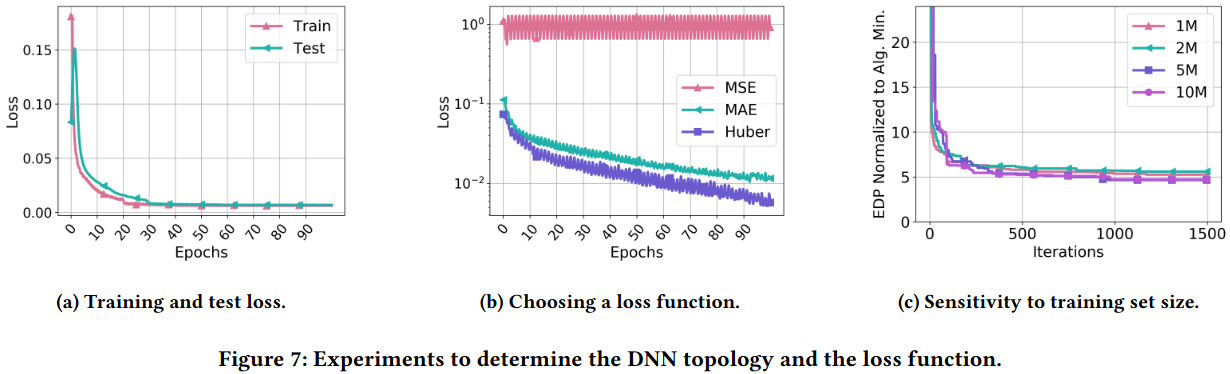 Loss
0.15
0.10
0.05
0.00
Train
Test
0 10 20 30 40 50 60 70 80 90
Epochs
(a) Training and test loss.
Loss
10⁰
10⁻¹
10⁻²
MSE
MAE
Huber
0 10 20 30 40 50 60 70 80 90
Epochs
(b) Choosing a loss function.
EDP Normalized to Alg. Min.
20
15
10
5
0
1M
2M
5M
10M
0 500 1000 1500
Iterations
(c) Sensitivity to training set size.
Figure 7: Experiments to determine the DNN topology and the loss function.